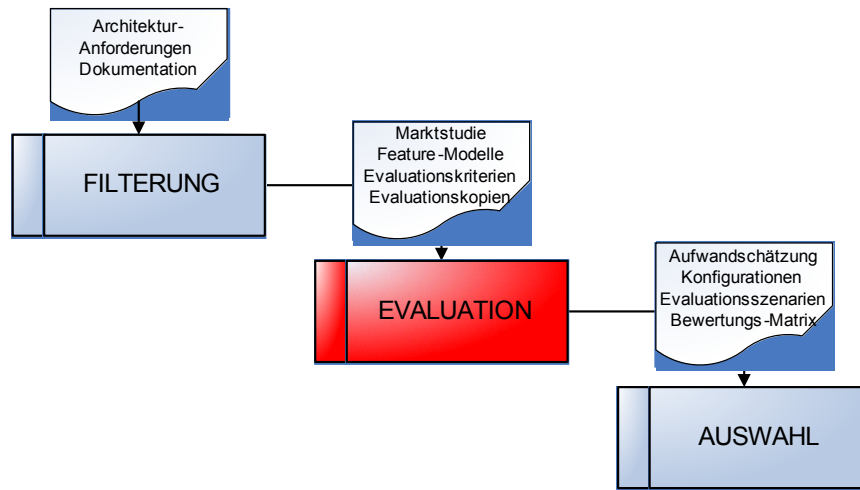 Architektur-
Anforderungen
Dokumentation
FILTERUNG
Marktstudie
Feature-Modelle
Evaluationskriterien
Evaluationskopien
EVALUATION
Aufwandschätzung
Konfigurationen
Evaluationsszenarien
Bewertungs-Matrix
AUSWAHL